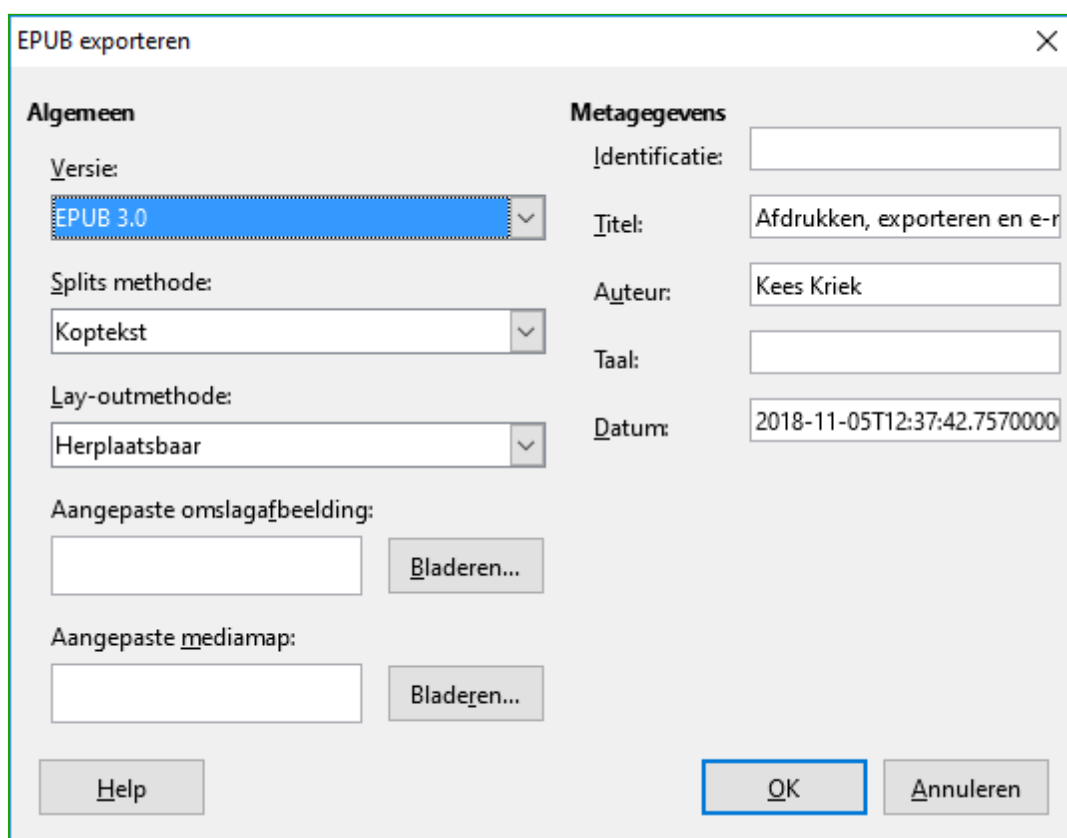 EPUB exporteren
Algemeen
Versie:
EPUB 3.0
Splits methode:
Koptekst
Lay-outmethode:
Herplaatsbaar
Aangepaste omslagafbeelding:
Bladeren...
Aangepaste mediamap:
Bladeren...
Metagegevens
Identificatie:
Titel: Afdrukken, exporteren en e-
Auteur: Kees Kriek
Taal:
Datum: 2018-11-05T12:37:42.7570000
Help
OK
Annuleren